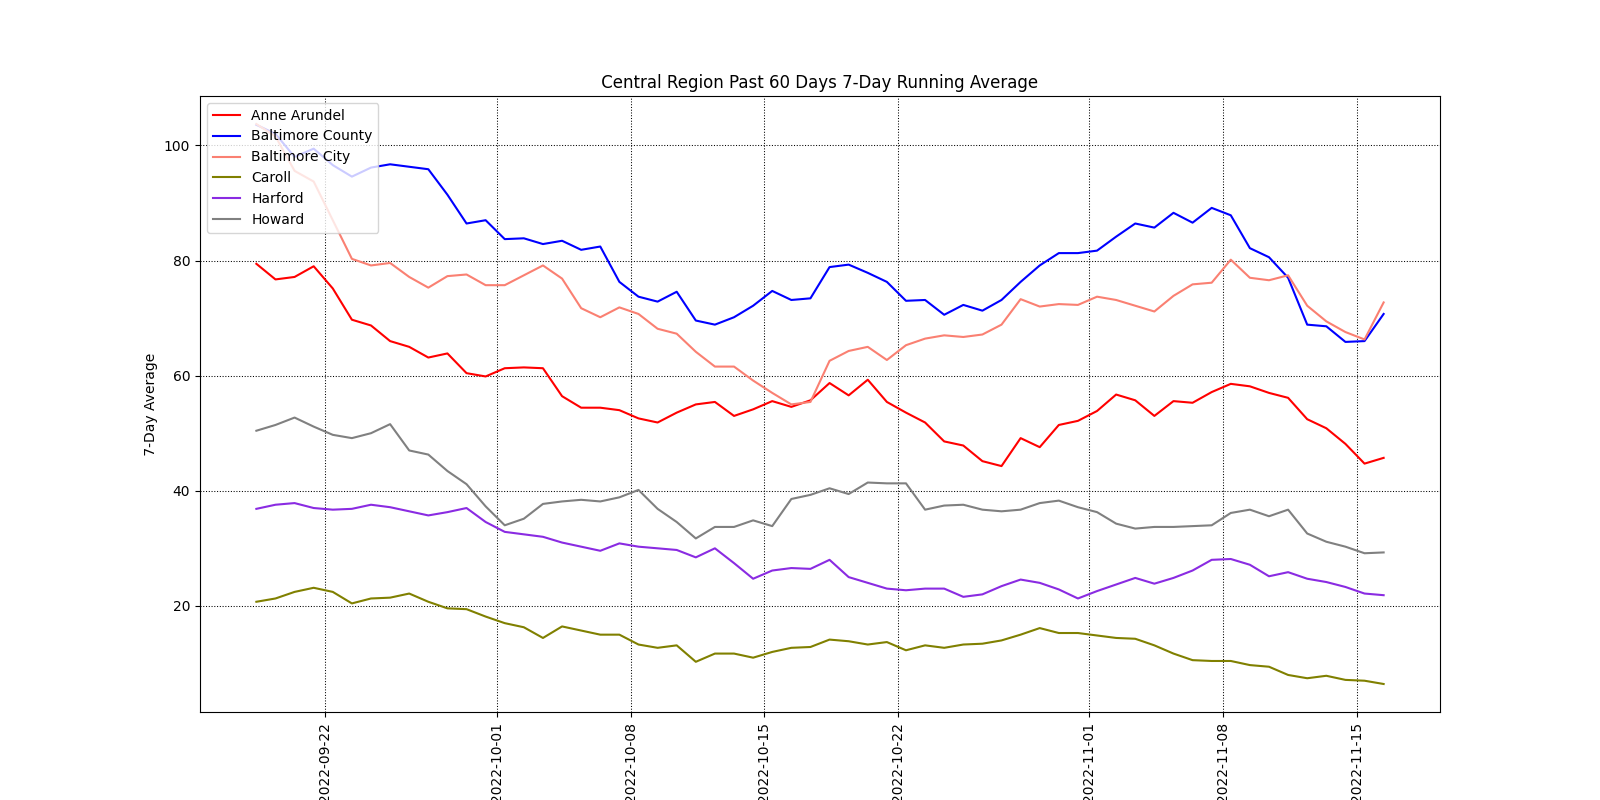 Central Region Past 60 Days 7-Day Running Average
Anne Arundel
Baltimore County
Baltimore City
Caroll
Harford
Howard
7-Day Average
100
80
60
40
20
2022-09-22
2022-10-01
2022-10-08
2022-10-15
2022-10-22
2022-11-01
2022-11-08
2022-11-15